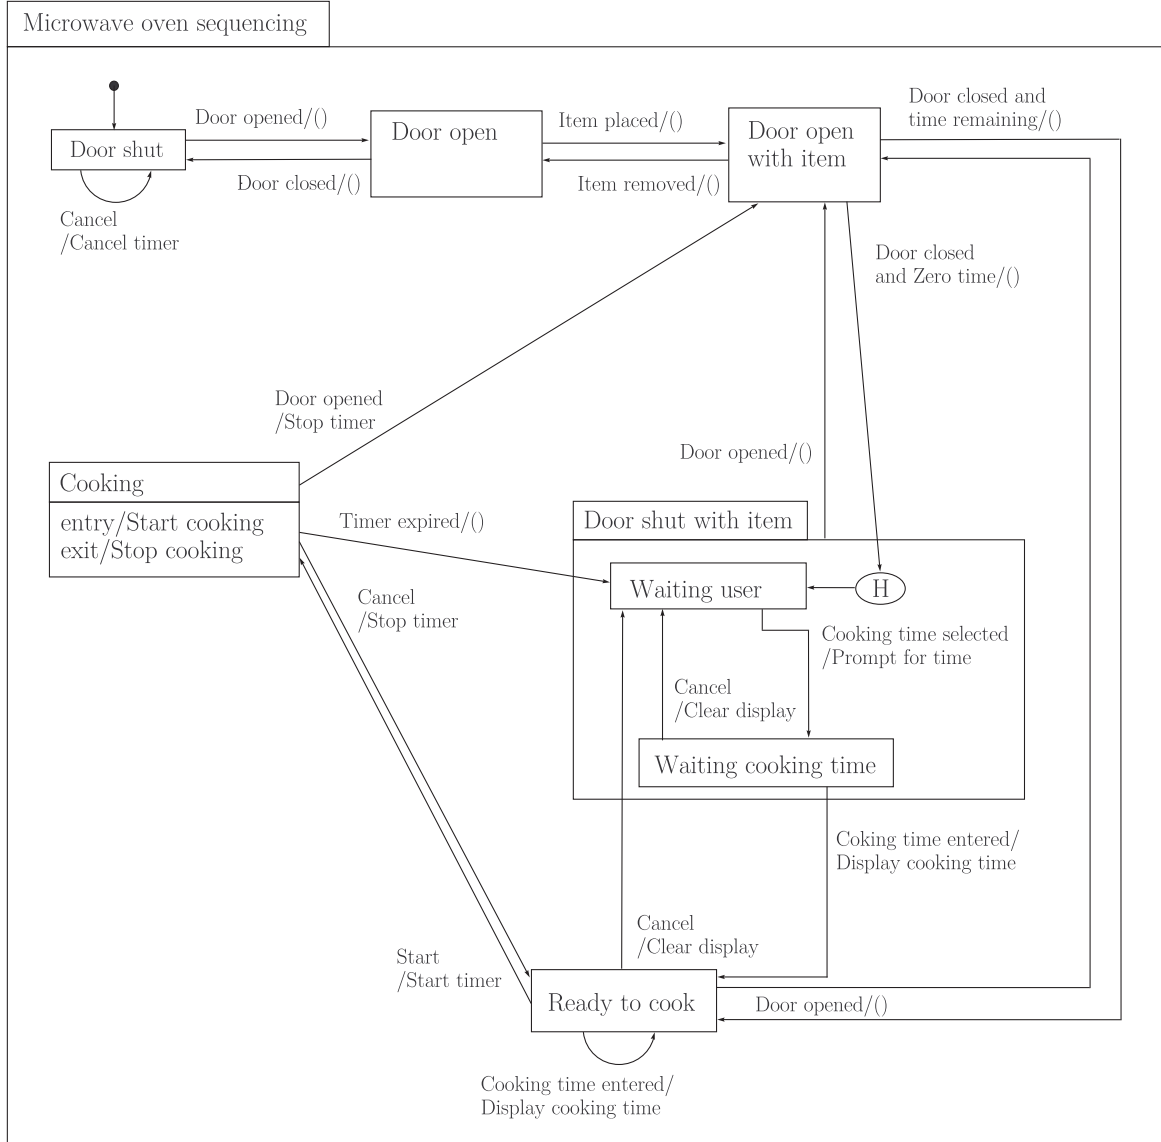 Microwave oven sequencing
Door shut
Door opened/()
Door closed/()
Cancel
/Cancel timer
Door open
Item placed/()
Item removed/()
Door open
with item
Door closed and
time remaining/()
Door closed
and Zero time/()
Door opened
/Stop timer
Door opened/()
Cooking
entry/Start cooking
exit/Stop cooking
Timer expired/()
Cancel
/Stop timer
Door shut with item
Waiting user
H
Cooking time selected
/Prompt for time
Cancel
/Clear display
Waiting cooking time
Coking time entered/
Display cooking time
Cancel
/Clear display
Start
/Start timer
Ready to cook
Door opened/()
Cooking time entered/
Display cooking time